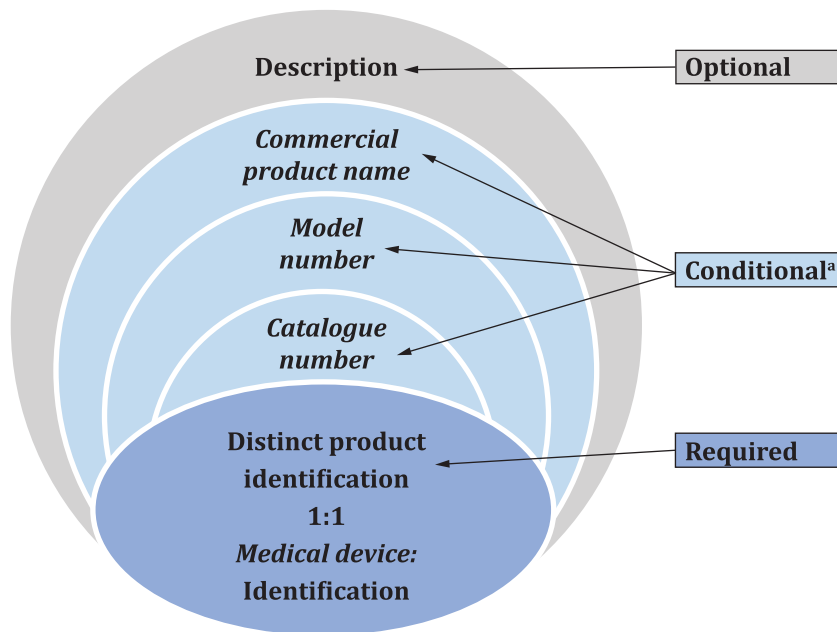 Description
Optional
Commercial
product name
Model
number
Conditionalᵃ
Catalogue
number
Distinct product
identification
Required
1:1
Medical device:
Identification